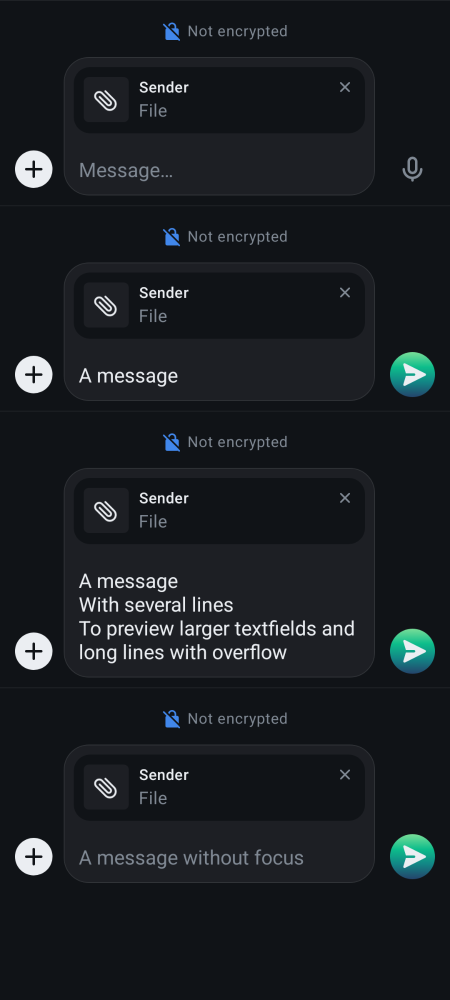 Not encrypted
Sender
File
Message…
Not encrypted
Sender
File
A message
Not encrypted
Sender
File
A message
With several lines
To preview larger textfields and
long lines with overflow
Not encrypted
Sender
File
A message without focus